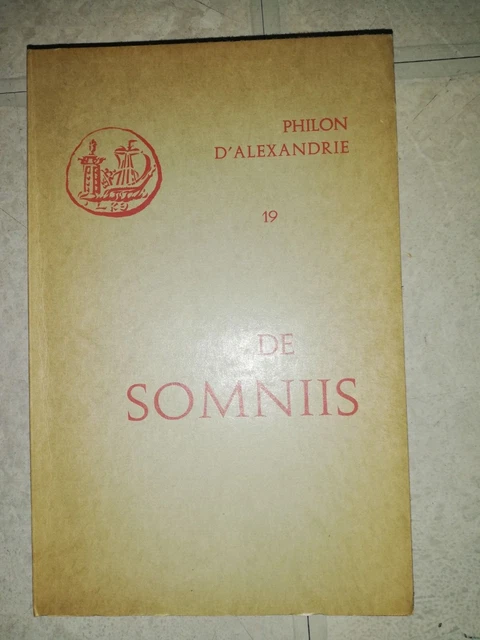 PHILON
D'ALEXANDRIE
19
DE
SOMNIIS